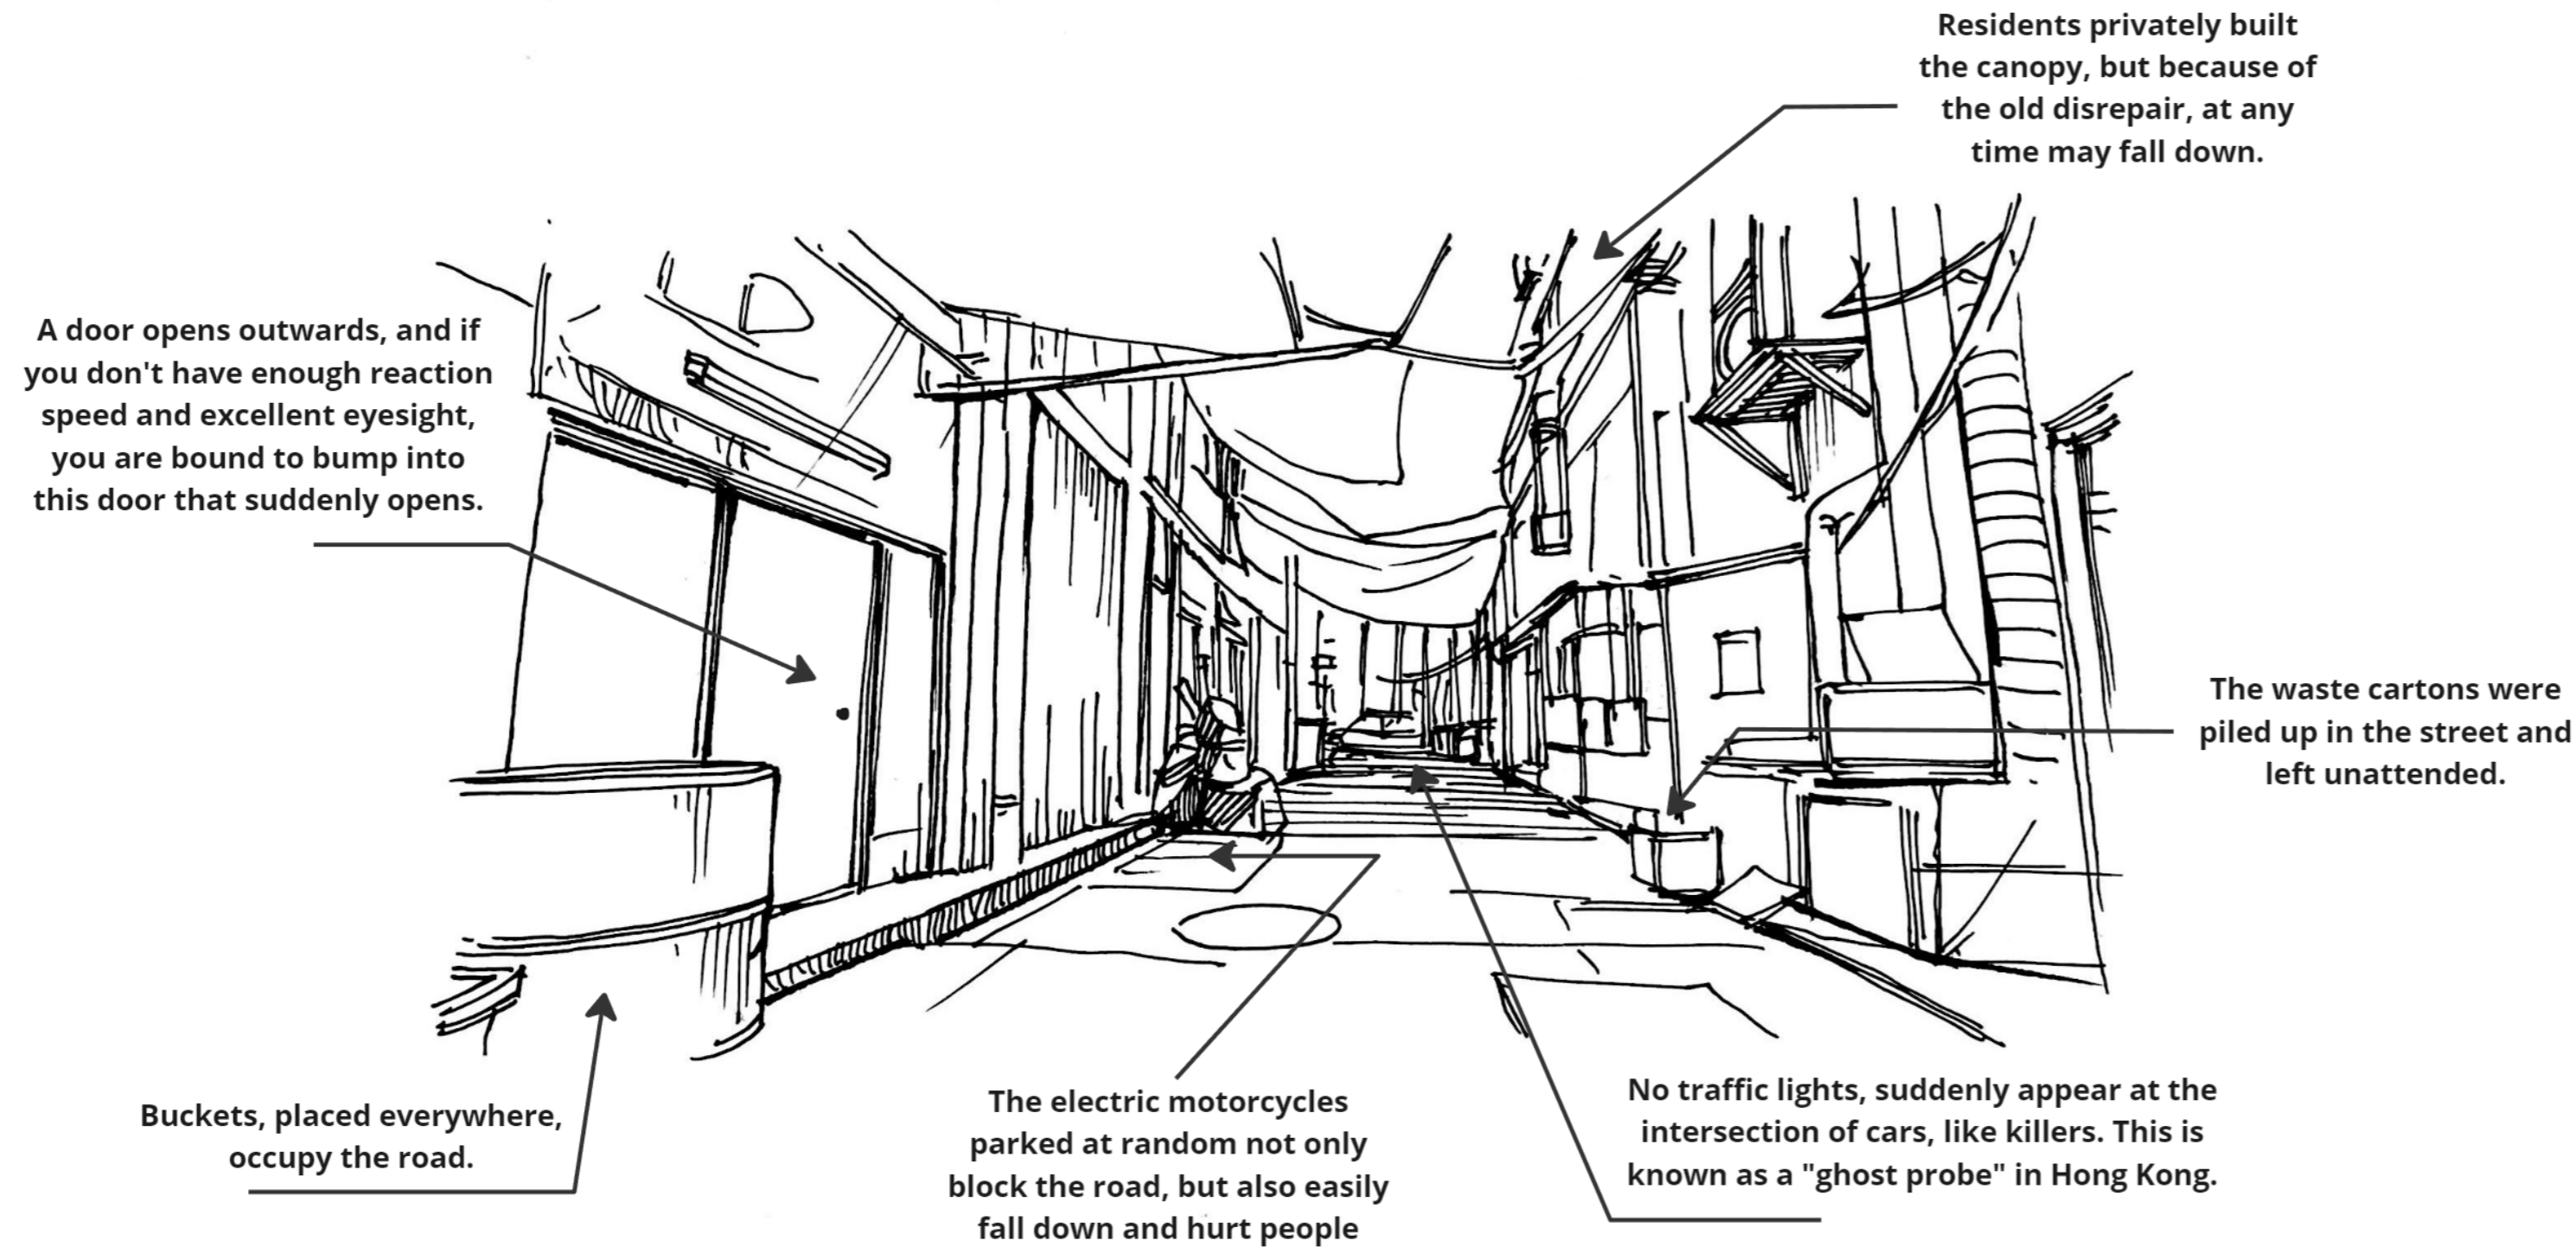 Residents privately built
the canopy, but because of
the old disrepair, at any
time may fall down.
A door opens outwards, and if
you don't have enough reaction
speed and excellent eyesight,
you are bound to bump into
this door that suddenly opens.
The waste cartons were
piled up in the street and
left unattended.
Buckets, placed everywhere,
occupy the road.
The electric motorcycles
parked at random not only
block the road, but also easily
fall down and hurt people
No traffic lights, suddenly appear at the
intersection of cars, like killers. This is
known as a "ghost probe" in Hong Kong.